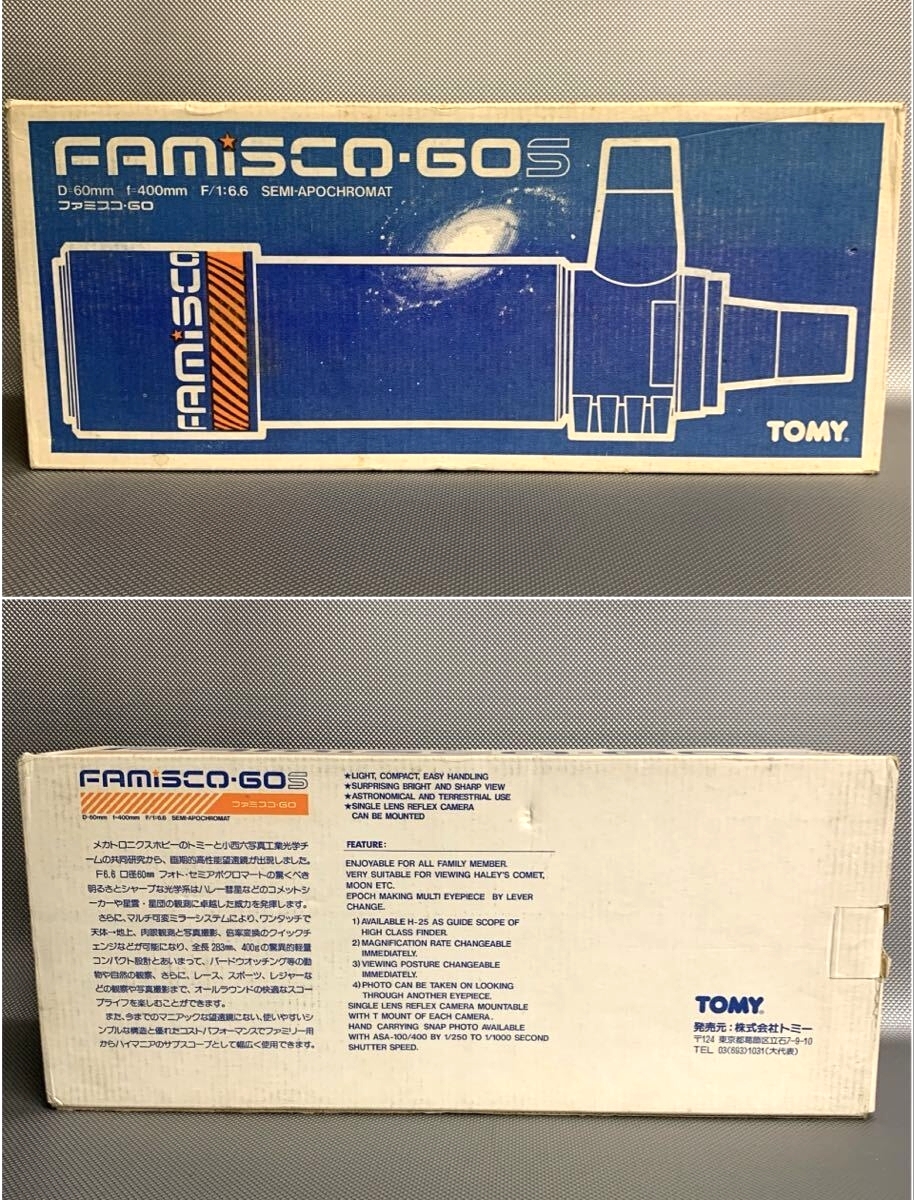 FAMiSCO·60S
D=60mm f=400mm F/1:6.6 SEMI-APOCHROMAT
ファミスコ·60
FAMiSCO
TOMY
FAMiSCO·60S
ファミスコ·60
D-60mm f=400mm F/1:6.6 SEMI-APOCHROMAT
メカトロニクスホビーのトミーと小西六写真工業光学チ
ームの共同研究から、画期的高性能望遠鏡が出現しました。
F6.6 口径60mm フォト・セミアポクロマートの驚くべき
明るさとシャープな光学系はハレー彗星などのコメットシ
ーカーや星雲・星団の観測に卓越した威力を発揮します。
さらに、マルチ可変ミラーシステムにより、ワンタッチで
天体→地上、肉眼観測と写真撮影、倍率変換のクイックチ
ェンジなどが可能になり、全長283mm、400gの驚異的軽量
コンパクト設計とあいまって、バードウオッチング等の動
物や自然の観察、さらに、レース、スポーツ、レジャーな
どの観察や写真撮影まで、オールラウンドの快適なスコー
プライフを楽しむことができます。
また、今までのマニアックな望遠鏡にない、使いやすいシ
ンプルな構造と優れたコストパフォーマンスでファミリー用
からハイマニアのサブスコープとして幅広く使用できます。
★LIGHT, COMPACT, EASY HANDLING
★SURPRISING BRIGHT AND SHARP VIEW
★ASTRONOMICAL AND TERRESTRIAL USE
★SINGLE LENS REFLEX CAMERA
CAN BE MOUNTED
FEATURE:
ENJOYABLE FOR ALL FAMILY MEMBER.
VERY SUITABLE FOR VIEWING HALEY'S COMET,
MOON ETC.
EPOCH MAKING MULTI EYEPIECE BY LEVER
CHANGE.
1) AVAILABLE H-25 AS GUIDE SCOPE OF
HIGH CLASS FINDER.
2) MAGNIFICATION RATE CHANGEABLE
IMMEDIATELY.
3) VIEWING POSTURE CHANGEABLE
IMMEDIATELY.
4) PHOTO CAN BE TAKEN ON LOOKING
THROUGH ANOTHER EYEPIECE.
SINGLE LENS REFLEX CAMERA MOUNTABLE
WITH T MOUNT OF EACH CAMERA.
HAND CARRYING SNAP PHOTO AVAILABLE
WITH ASA-100/400 BY 1/250 TO 1/1000 SECOND
SHUTTER SPEED.
TOMY
発売元：株式会社トミー
〒124 東京都葛飾区立石7-9-10
TEL 03(693)1031(大代表)